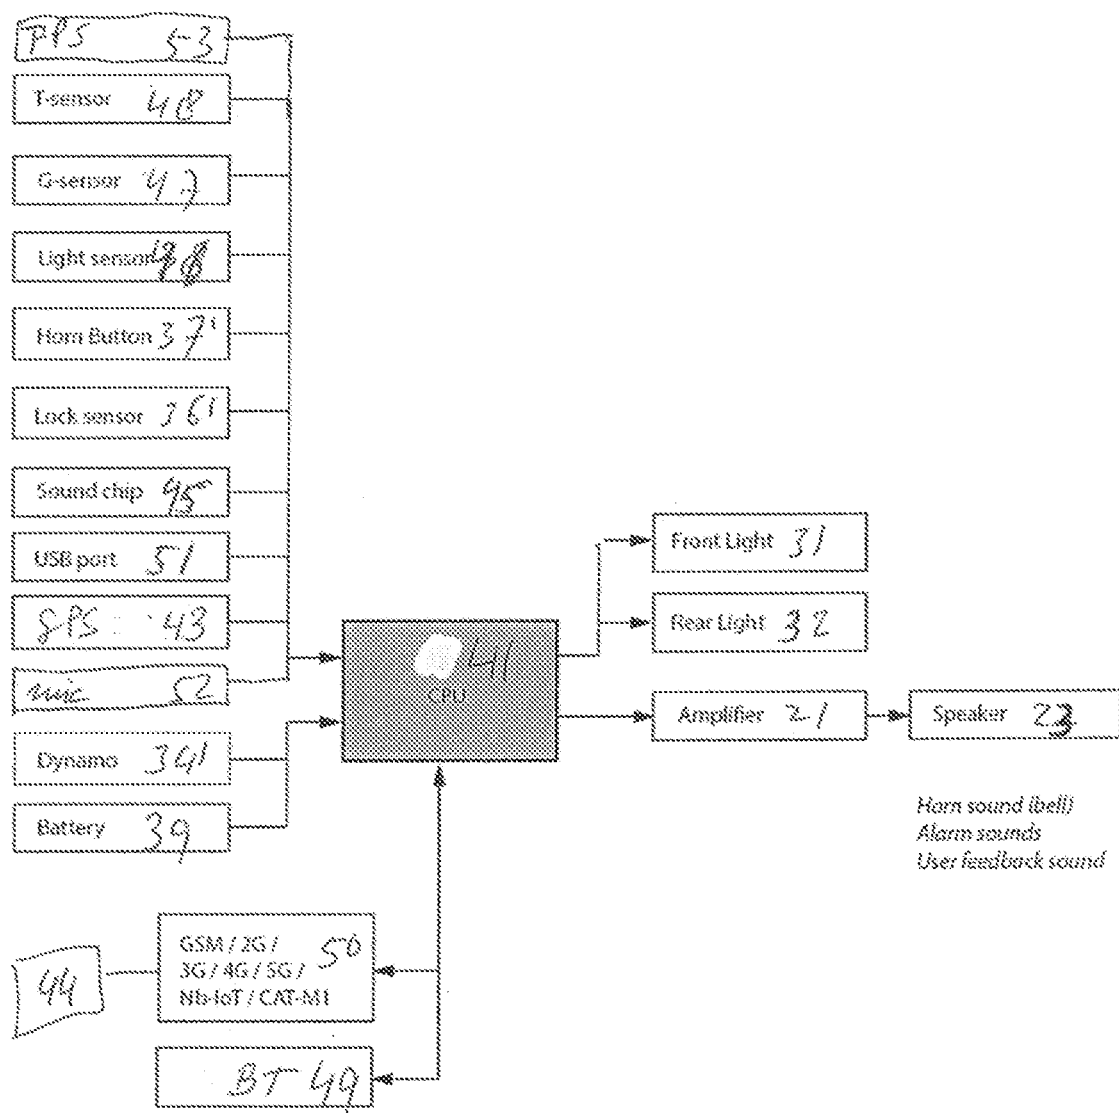 FPS 53
T-sensor 48
G-sensor 47
Light sensor
Horn Button 37'
Lock sensor 361
Sound chip 45
USB port 51
GPS 43
mic 52
Dynamo 341
Battery 39
41
CPU
Front Light 31
Rear Light 32
Amplifier 21
Speaker 23
Horn sound (bell)
Alarm sounds
User feedback sound
44
GSM / 2G /
3G / 4G / 5G /
Nb-IoT / CAT-M1
50
BT 49